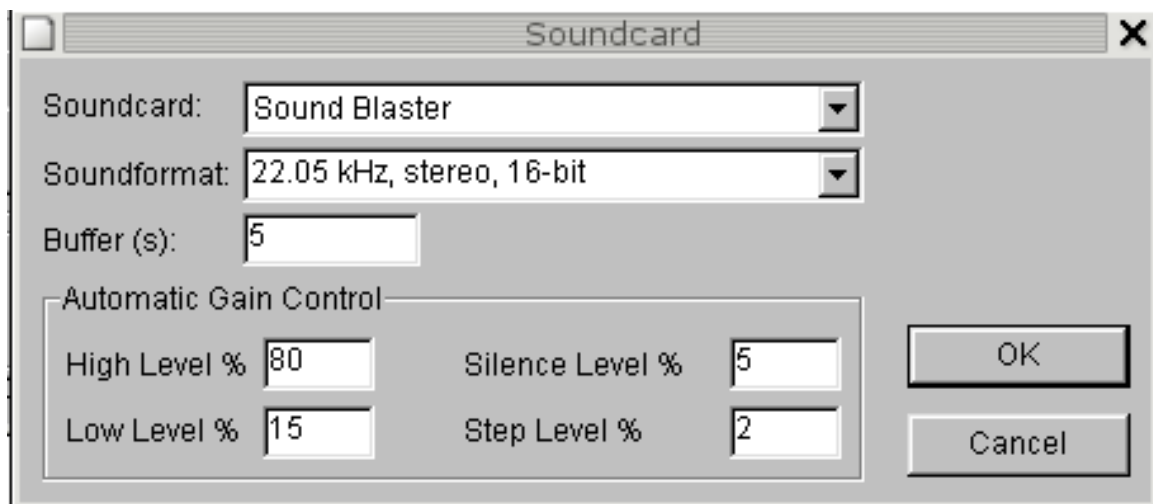 Soundcard
Soundcard: Sound Blaster
Soundformat: 22.05 kHz, stereo, 16-bit
Buffer (s): 5
Automatic Gain Control
High Level % 80 Silence Level % 5
Low Level % 15 Step Level % 2
OK
Cancel